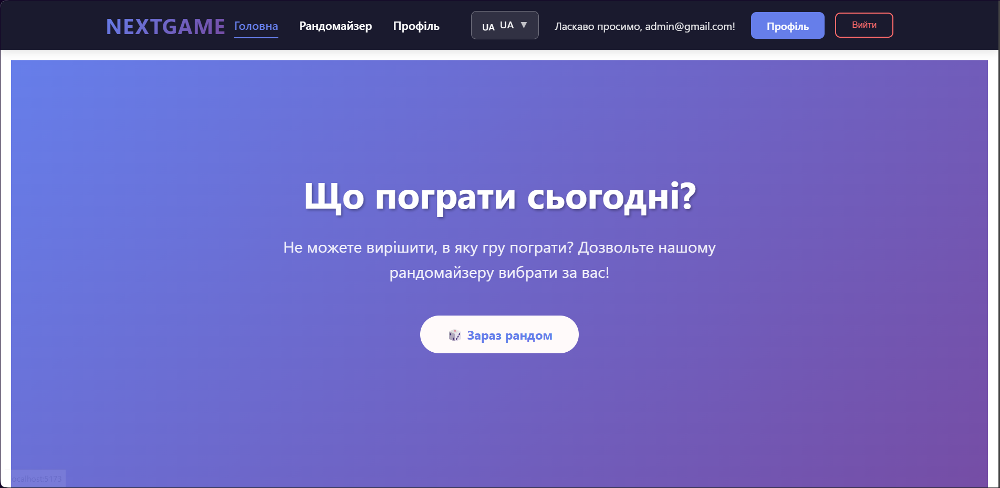 NEXTGAME Головна Рандомайзер Профіль UA UA ▼ Ласкаво просимо, admin@gmail.com! Профіль Вийти
Що пограти сьогодні?
Не можете вирішити, в яку гру пограти? Дозвольте нашому
рандомайзеру вибрати за вас!
🎲 Зараз рандом
localhost:5173